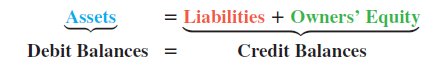 Assets = Liabilities + Owners’ Equity
Debit Balances = Credit Balances